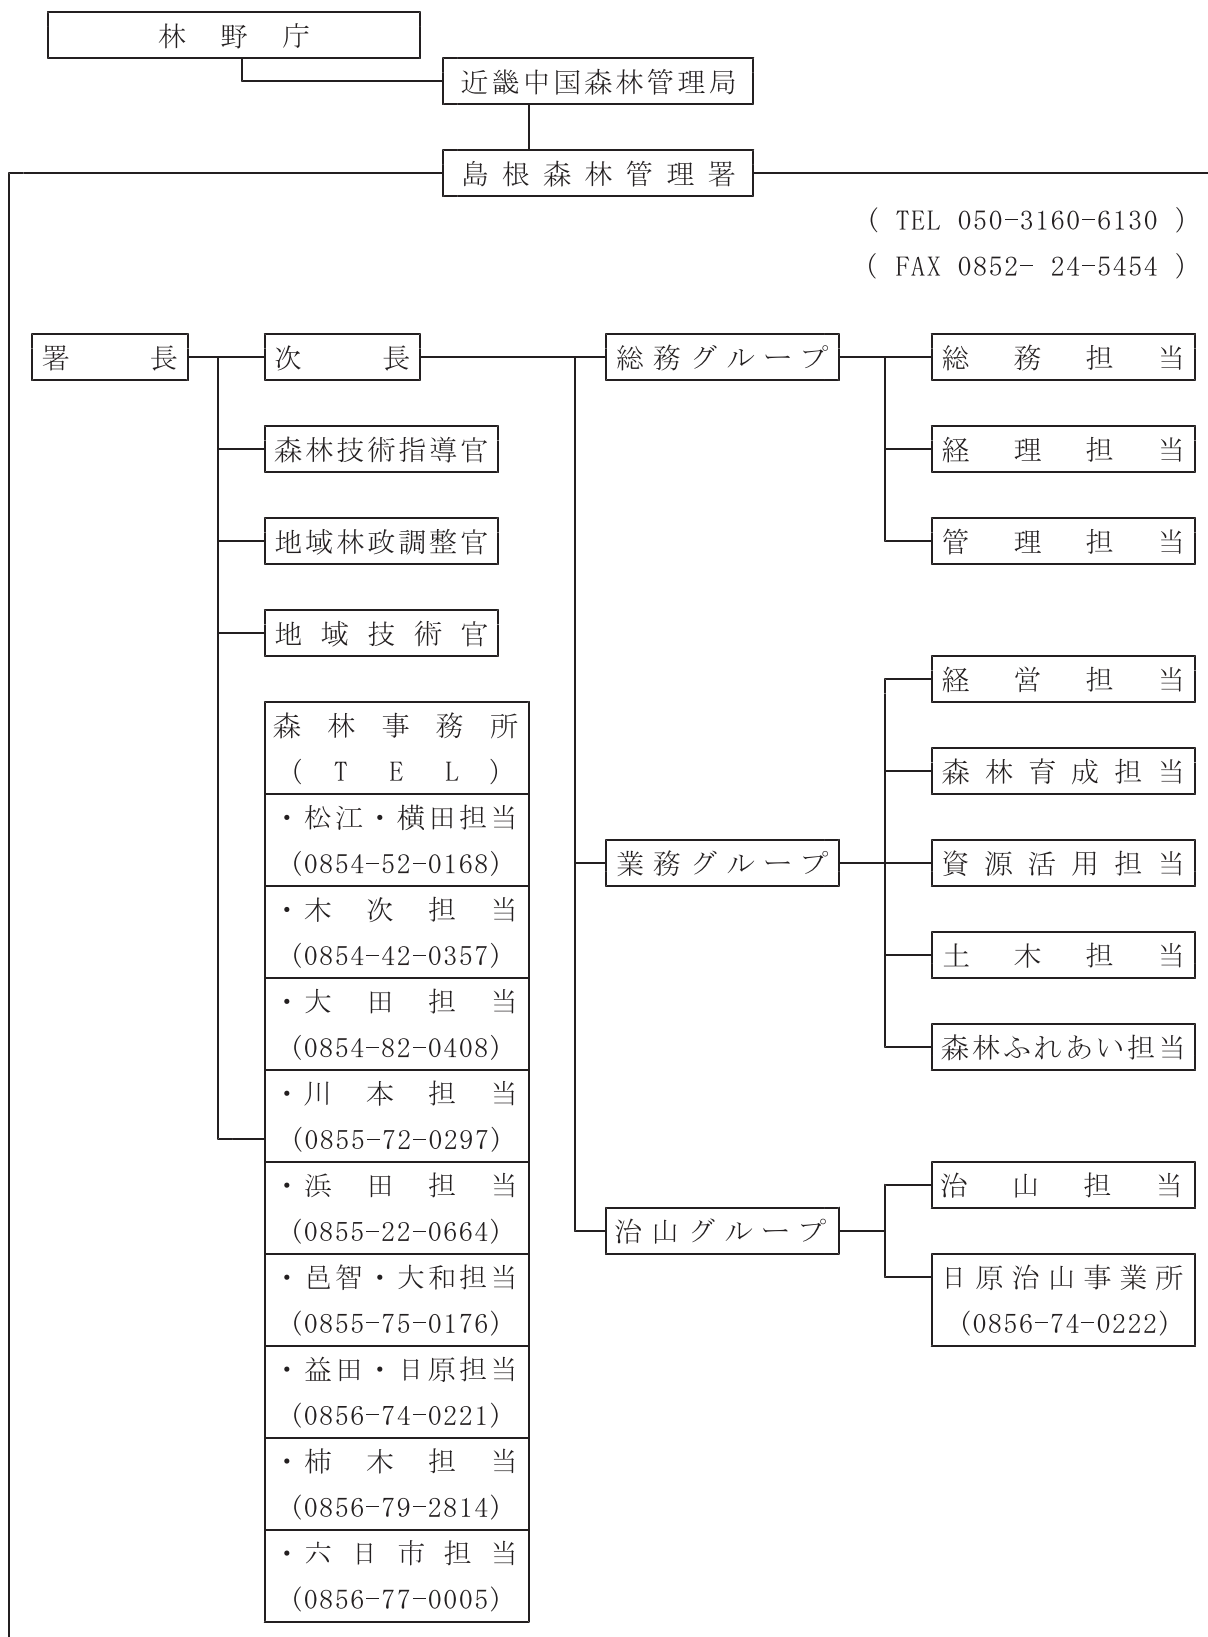 林野庁
近畿中国森林管理局
島根森林管理署
( TEL 050-3160-6130 )
( FAX 0852- 24-5454 )
署長
次長
森林技術指導官
地域林政調整官
地域技術官
森林事務所
( T E L )
・松江・横田担当
(0854-52-0168)
・木次担当
(0854-42-0357)
・大田担当
(0854-82-0408)
・川本担当
(0855-72-0297)
・浜田担当
(0855-22-0664)
・邑智・大和担当
(0855-75-0176)
・益田・日原担当
(0856-74-0221)
・柿木担当
(0856-79-2814)
・六日市担当
(0856-77-0005)
総務グループ
総務担当
経理担当
管理担当
業務グループ
経営担当
森林育成担当
資源活用担当
土木担当
森林ふれあい担当
治山グループ
治山担当
日原治山事業所
(0856-74-0222)